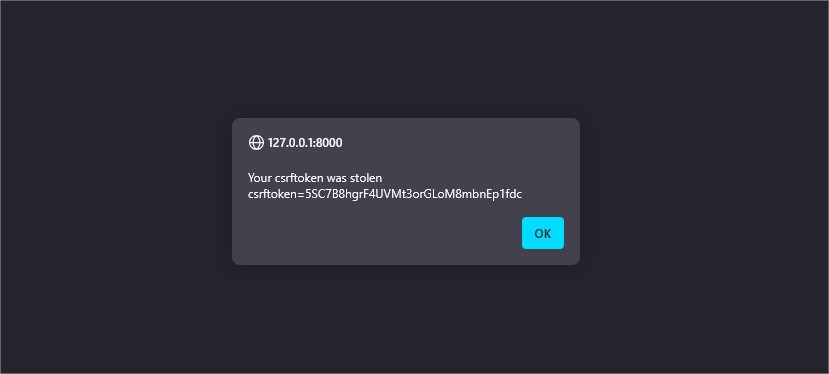 127.0.0.1:8000
Your csrftoken was stolen
csrftoken=5SC7B8hgrF4UVMt3orGLoM8mbnEp1fdc
OK